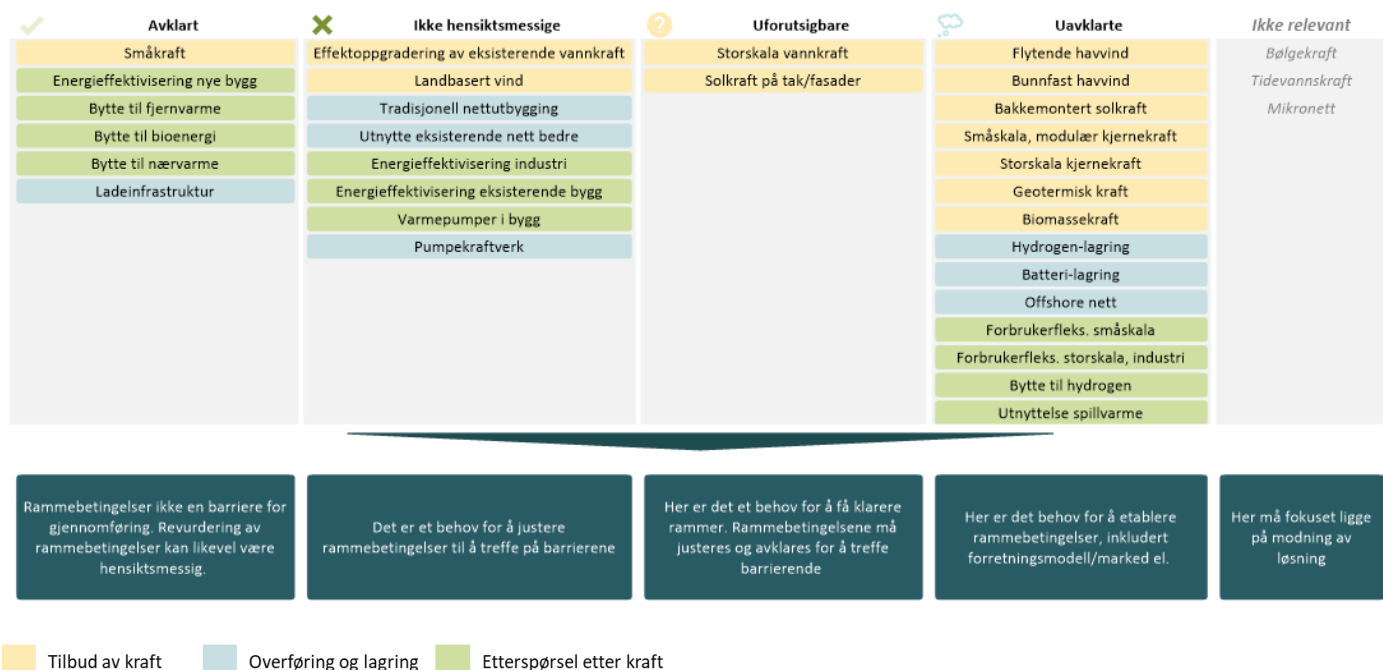 Avklart
Småkraft
Energieffektivisering nye bygg
Bytte til fjernvarme
Bytte til bioenergi
Bytte til nærvarme
Ladeinfrastruktur
Ikke hensiktsmessige
Effektoppgradering av eksisterende vannkraft
Landbasert vind
Tradisjonell nettutbygging
Utnytte eksisterende nett bedre
Energieffektivisering industri
Energieffektivisering eksisterende bygg
Varmepumper i bygg
Pumpekraftverk
?
Uforutsigbare
Storskala vannkraft
Solkraft på tak/fasader
Uavklarte
Flytende havvind
Bunnfast havvind
Bakkemontert solkraft
Småskala, modulær kjernekraft
Storskala kjernekraft
Geotermisk kraft
Biomassekraft
Hydrogen-lagring
Batteri-lagring
Offshore nett
Forbrukerfleks. småskala
Forbrukerfleks. storskala, industri
Bytte til hydrogen
Utnyttelse spillvarme
Ikke relevant
Bølgekraft
Tidevannskraft
Mikronett
Rammebetingelser ikke en barriere for
gjennomføring. Revurdering av
rammebetingelser kan likevel være
hensiktsmessig.
Det er et behov for å justere
rammebetingelser til å treffe på barrierene
Her er det et behov for å få klarere
rammer. Rammebetingelsene må
justeres og avklares for å treffe
barrierende
Her er det behov for å etablere
rammebetingelser, inkludert
forretningsmodell/marked el.
Her må fokuset ligge
på modning av
løsning
Tilbud av kraft
Overføring og lagring
Etterspørsel etter kraft